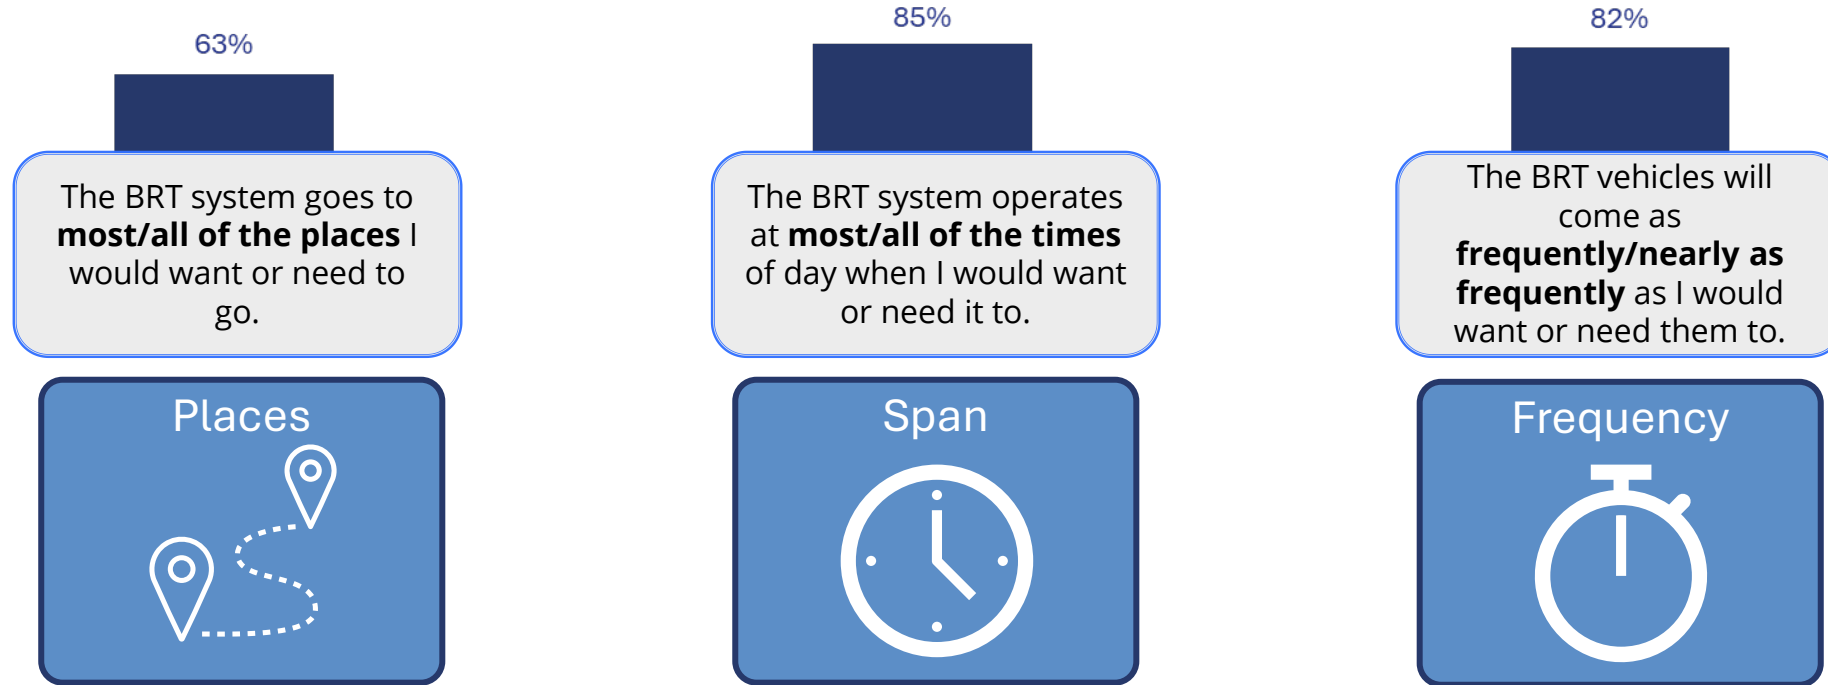 63%
The BRT system goes to
most/all of the places I
would want or need to
go.
Places
85%
The BRT system operates
at most/all of the times
of day when I would want
or need it to.
Span
82%
The BRT vehicles will
come as
frequently/nearly as
frequently as I would
want or need them to.
Frequency